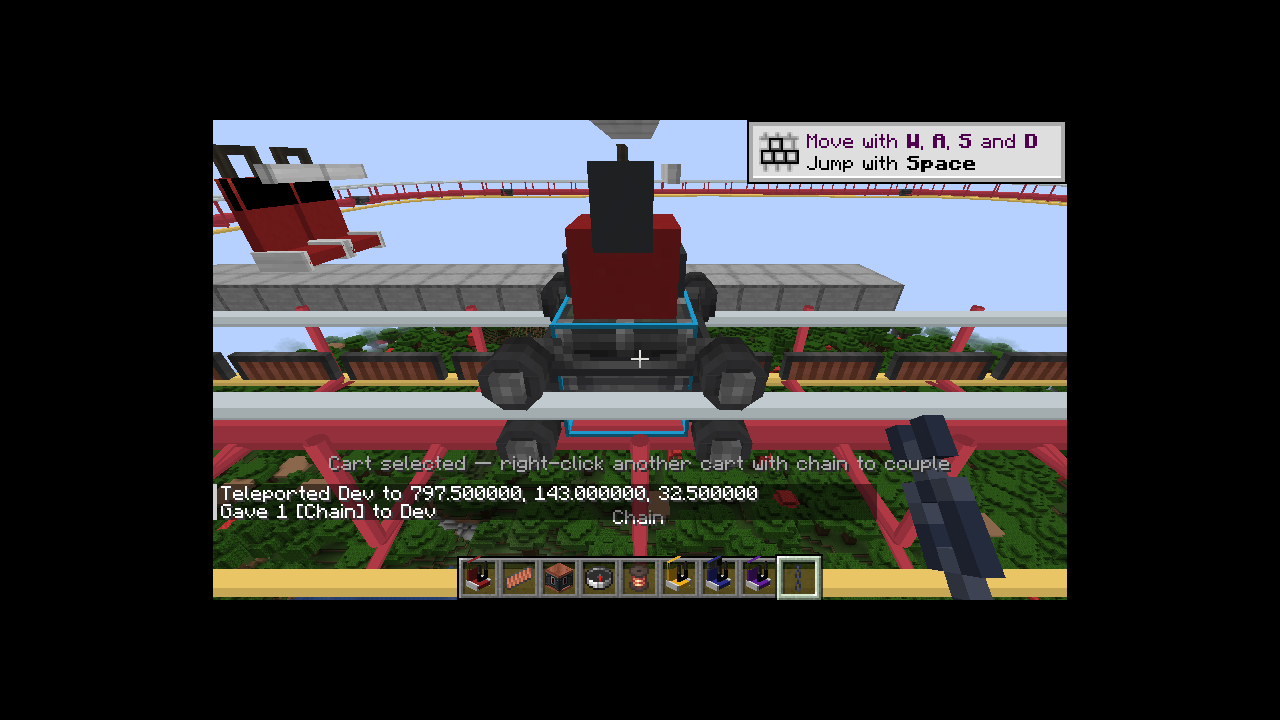 Move with W, A, S and D
Jump with Space
Cart selected — right-click another cart with chain to couple
Teleported Dev to 797.500000, 143.000000, 32.500000
Gave 1 [Chain] to Dev
Chain